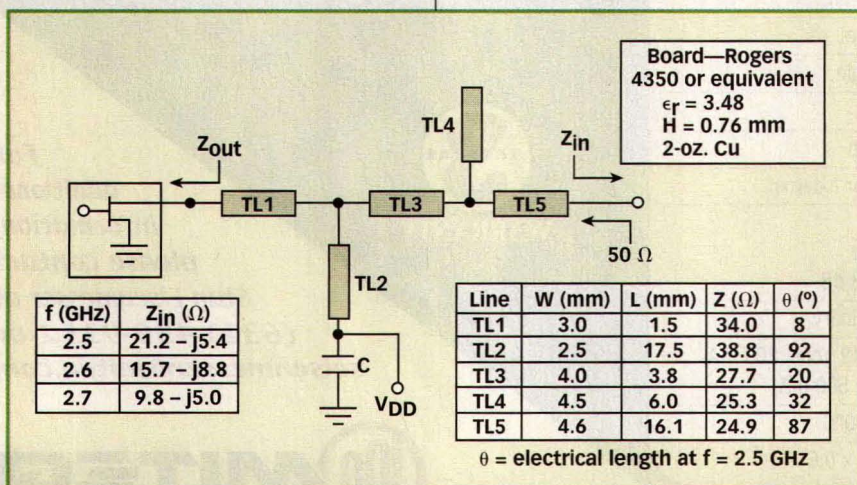 Board—Rogers
4350 or equivalent
ϵr = 3.48
H = 0.76 mm
2-oz. Cu
TL4
Zout
Zin
TL1
TL3
TL5
50 Ω
TL2
C
VDD
f (GHz) Zin (Ω)
2.5 21.2 – j5.4
2.6 15.7 – j8.8
2.7 9.8 – j5.0
Line W (mm) L (mm) Z (Ω) θ (º)
TL1 3.0 1.5 34.0 8
TL2 2.5 17.5 38.8 92
TL3 4.0 3.8 27.7 20
TL4 4.5 6.0 25.3 32
TL5 4.6 16.1 24.9 87
θ = electrical length at f = 2.5 GHz